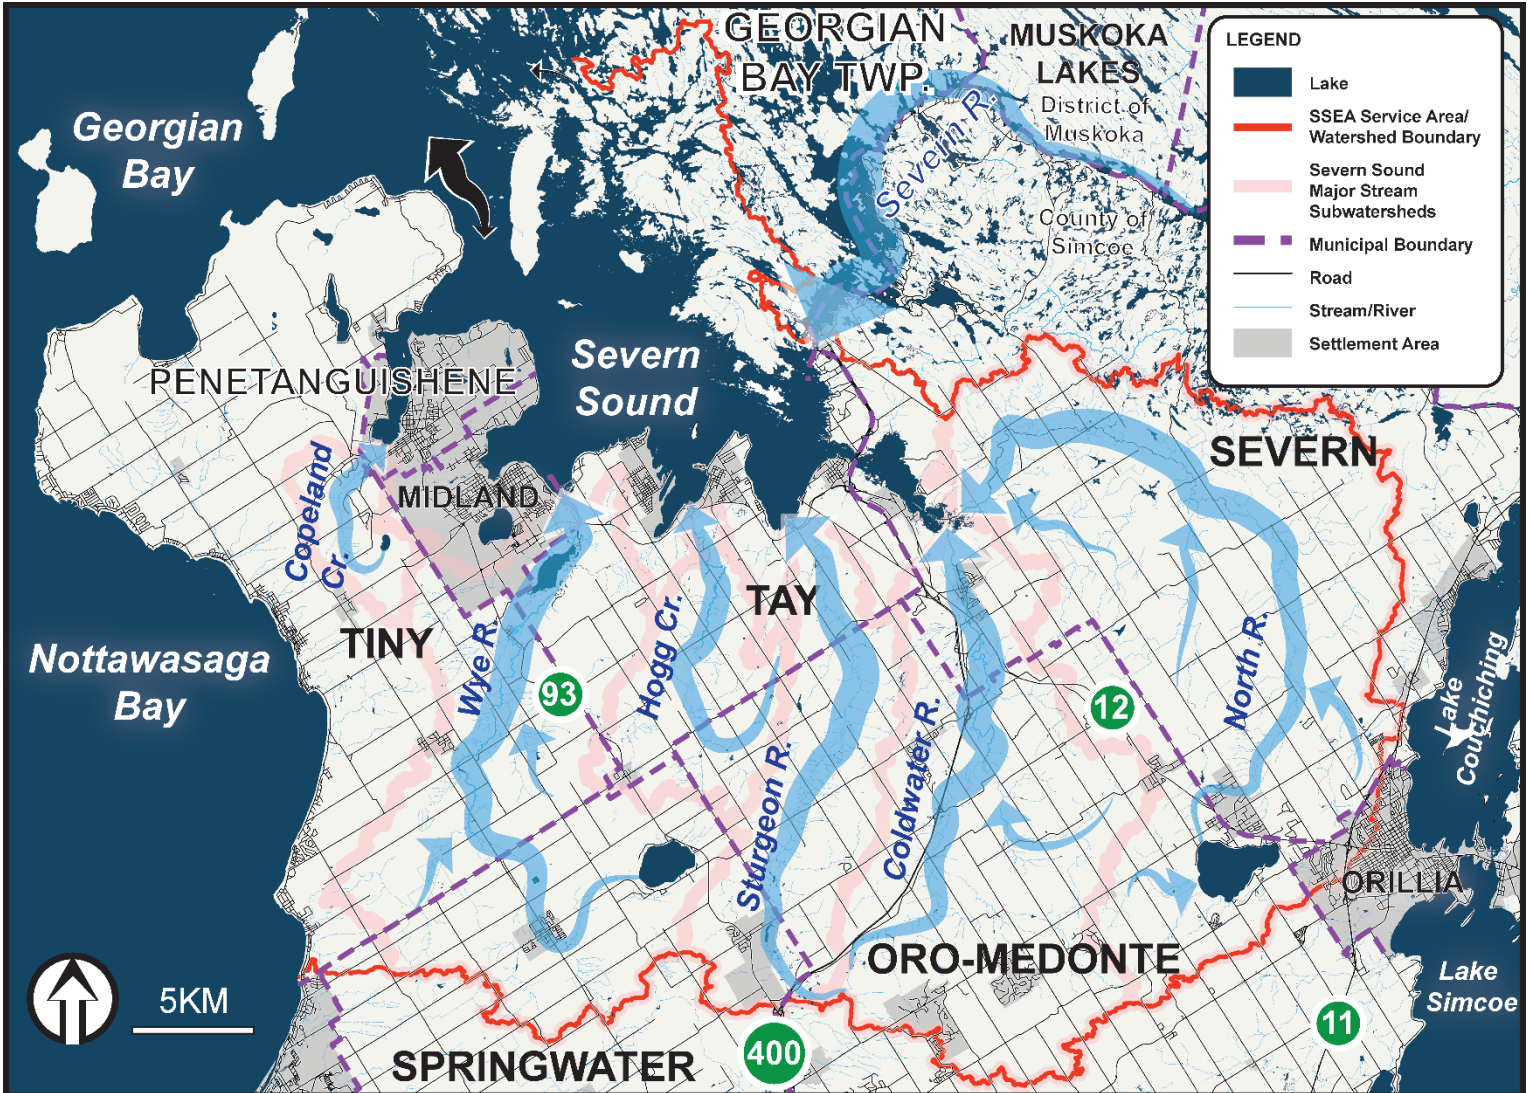 GEORGIAN
BAY TWP.
MUSKOKA
LAKES
District of
Muskoka
Georgian
Bay
Severn R.
County of
Simcoe
LEGEND
Lake
SSEA Service Area/
Watershed Boundary
Severn Sound
Major Stream
Subwatersheds
Municipal Boundary
Road
Stream/River
Settlement Area
PENETANGUISHENE
Severn
Sound
SEVERN
Copeland
Cr.
MIDLAND
TINY
TAY
Nottawasaga
Bay
Wye R.
93
Hogg Cr.
Sturgeon R.
Coldwater R.
12
North R.
Lake
Couchiching
ORILLIA
ORO-MEDONTE
Lake
Simcoe
5KM
SPRINGWATER
400
11